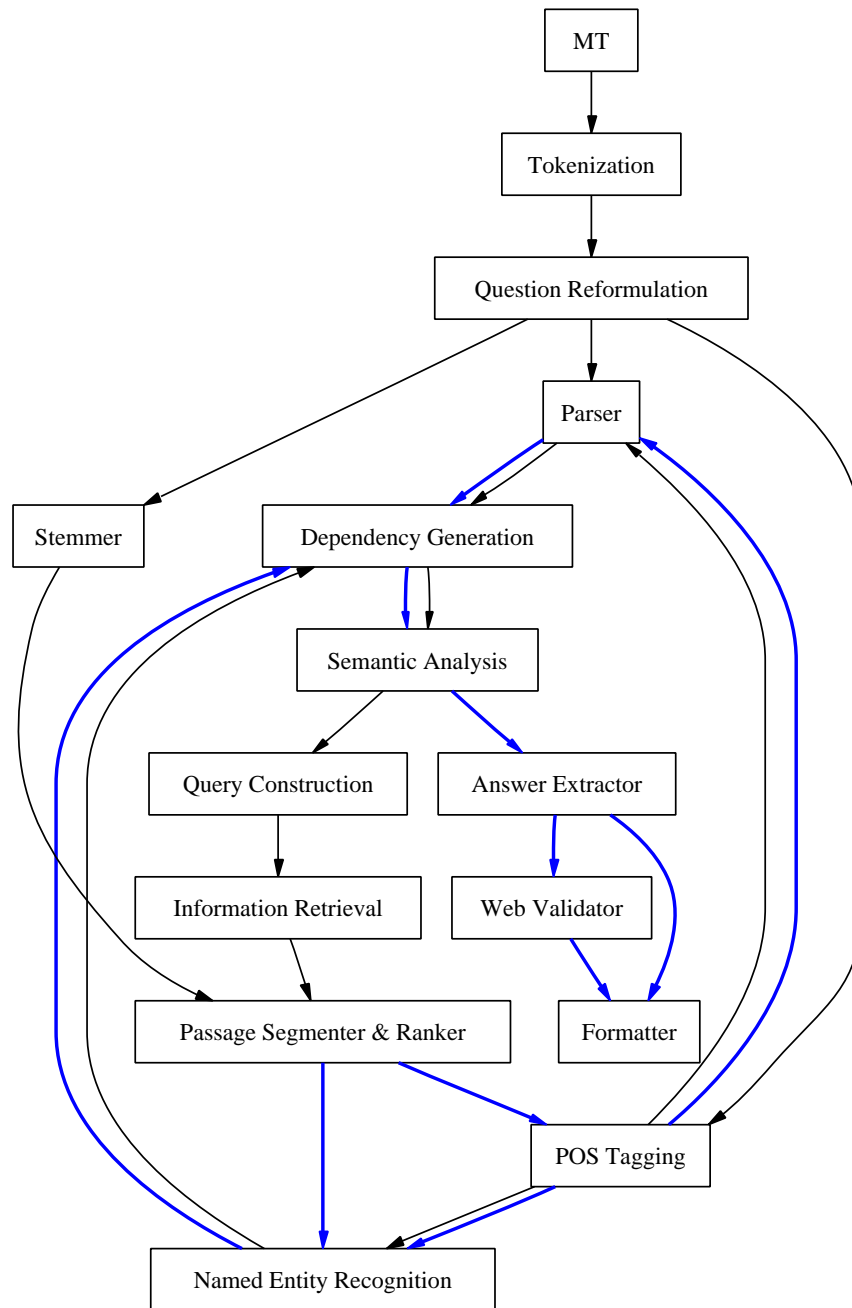 MT
Tokenization
Question Reformulation
Parser
Stemmer
Dependency Generation
Semantic Analysis
Query Construction
Answer Extractor
Information Retrieval
Web Validator
Passage Segmenter & Ranker
Formatter
POS Tagging
Named Entity Recognition